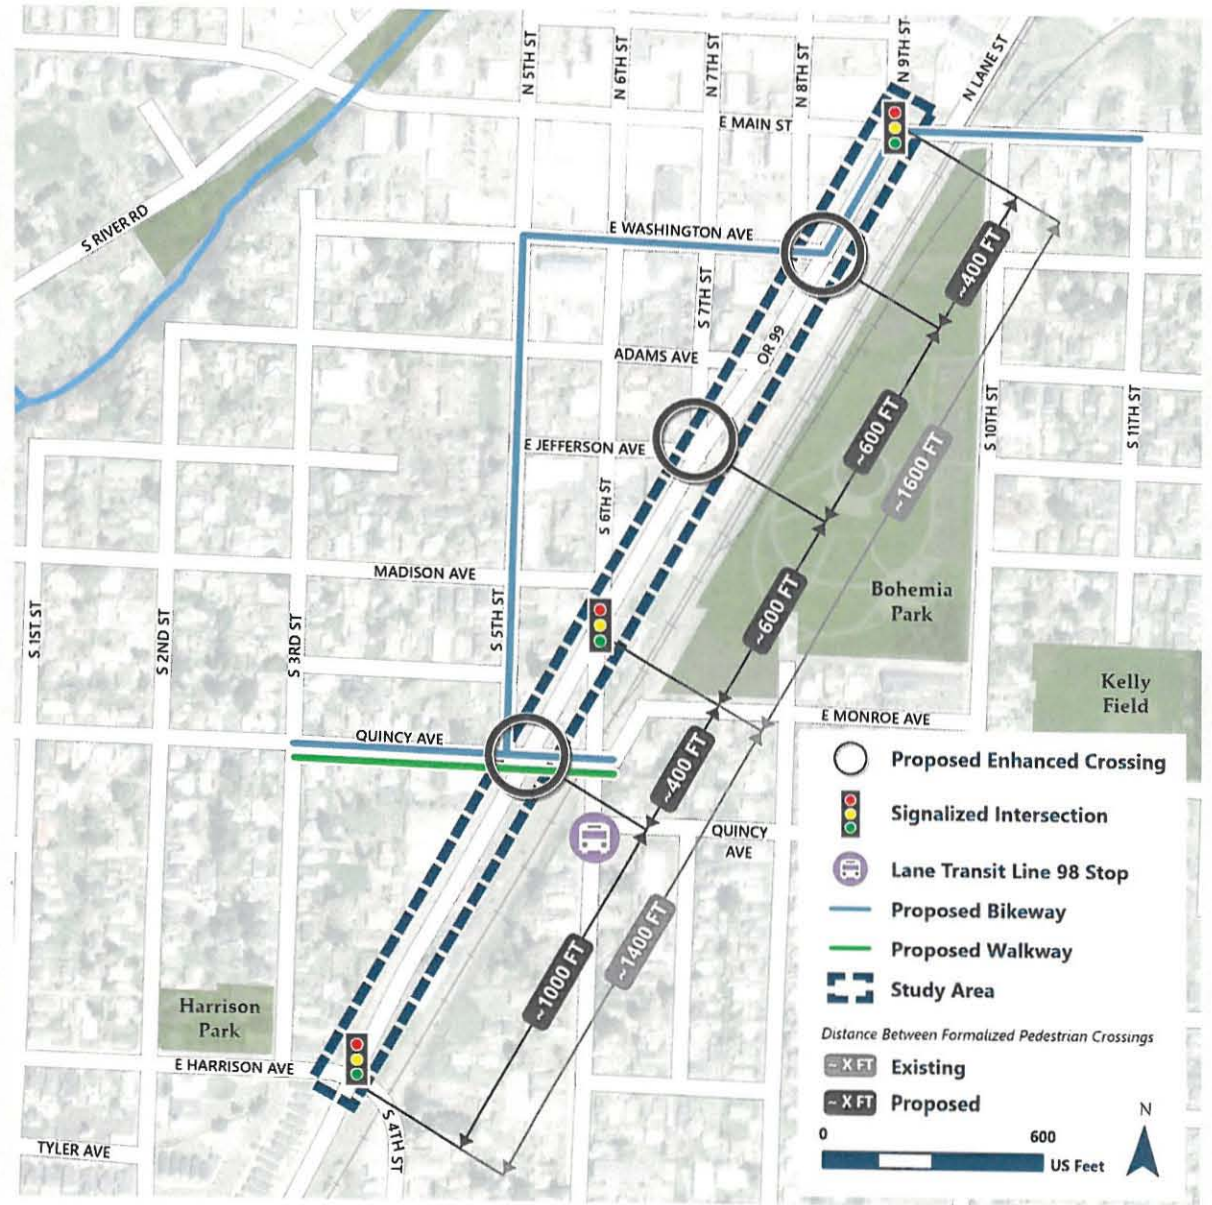 N 5TH ST
N 6TH ST
N 7TH ST
N 8TH ST
N 9TH ST
N LANE ST
E MAIN ST
S RIVER RD
E WASHINGTON AVE
~400 FT
S 7TH ST
OR 99
ADAMS AVE
~600 FT
~1600 FT
S 10TH ST
S 11TH ST
E JEFFERSON AVE
S 6TH ST
MADISON AVE
~600 FT
Bohemia
Park
S 1ST ST
S 2ND ST
S 3RD ST
S 5TH ST
Kelly
Field
E MONROE AVE
QUINCY AVE
~400 FT
QUINCY
AVE
~1400 FT
~1000 FT
Harrison
Park
E HARRISON AVE
S 4TH ST
TYLER AVE
Proposed Enhanced Crossing
Signalized Intersection
Lane Transit Line 98 Stop
Proposed Bikeway
Proposed Walkway
Study Area
Distance Between Formalized Pedestrian Crossings
~ X FT Existing
~ X FT Proposed
N
0 600
US Feet